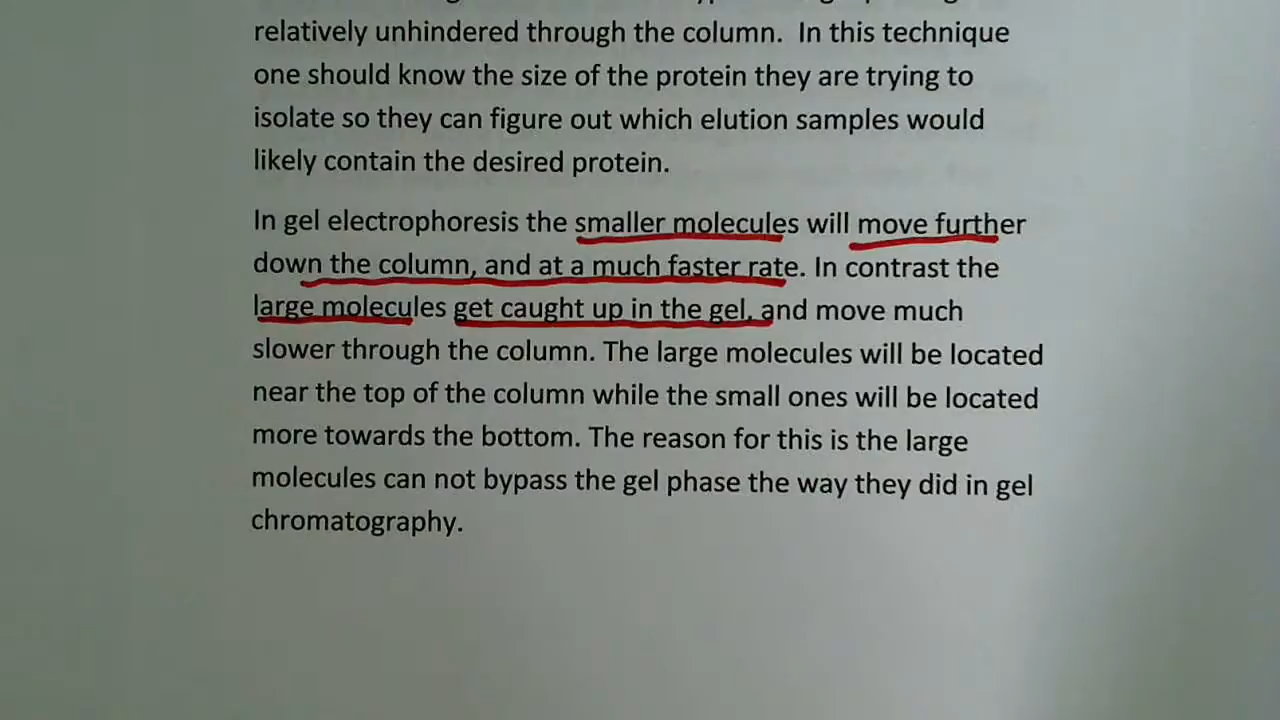 relatively unhindered through the column. In this technique
one should know the size of the protein they are trying to
isolate so they can figure out which elution samples would
likely contain the desired protein.
In gel electrophoresis the smaller molecules will move further
down the column, and at a much faster rate. In contrast the
large molecules get caught up in the gel, and move much
slower through the column. The large molecules will be located
near the top of the column while the small ones will be located
more towards the bottom. The reason for this is the large
molecules can not bypass the gel phase the way they did in gel
chromatography.